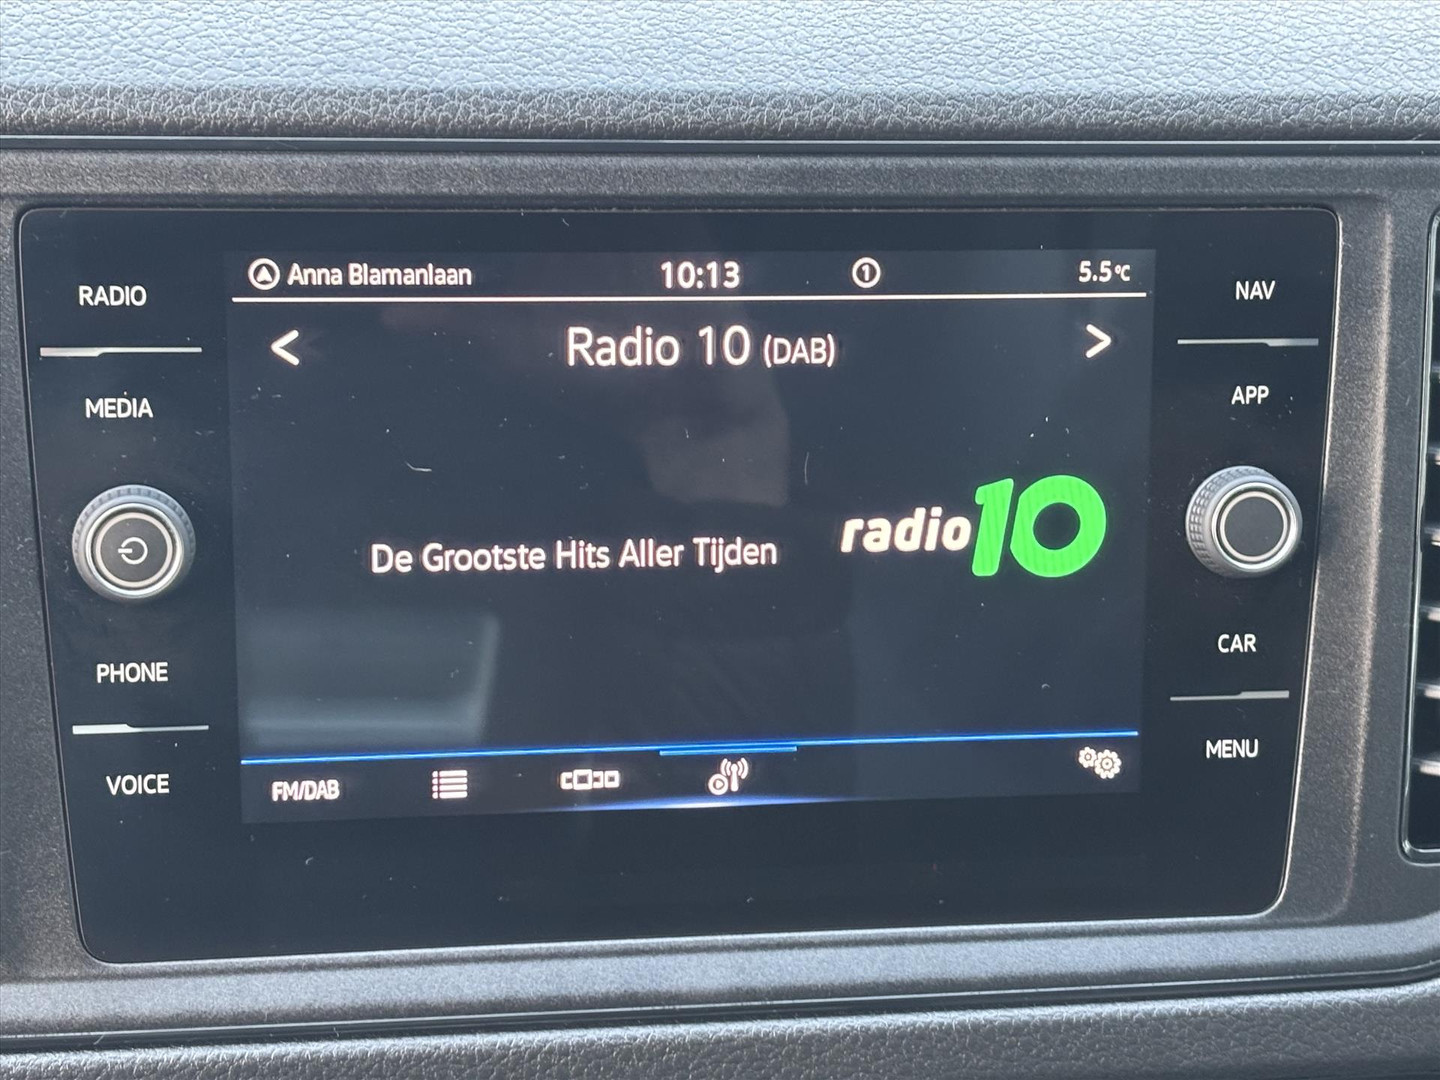 Anna Blamanlaan 10:13 1 5.5°C
< Radio 10 (DAB) >
De Grootste Hits Aller Tijden
radio10
FM/DAB
RADIO
MEDIA
PHONE
VOICE
NAV
APP
CAR
MENU